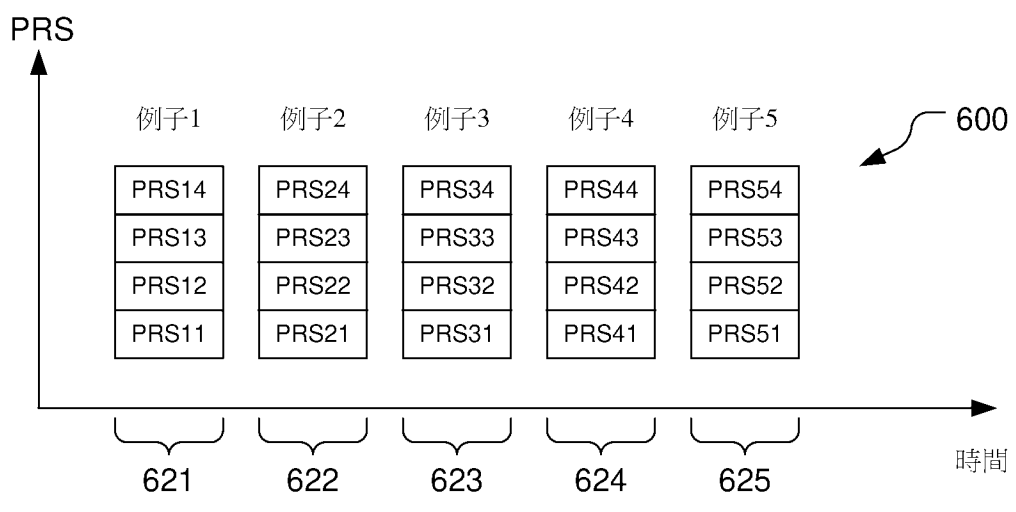 PRS
例子1 例子2 例子3 例子4 例子5
600
PRS14 PRS24 PRS34 PRS44 PRS54
PRS13 PRS23 PRS33 PRS43 PRS53
PRS12 PRS22 PRS32 PRS42 PRS52
PRS11 PRS21 PRS31 PRS41 PRS51
時間
621 622 623 624 625